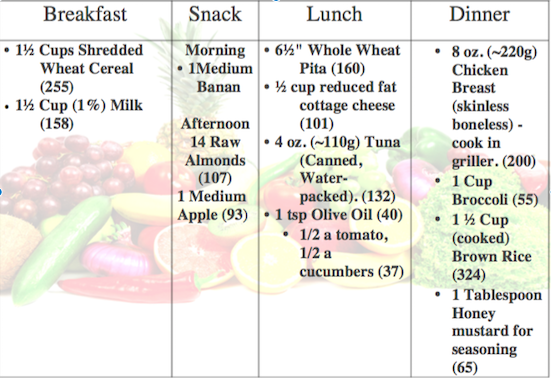 Breakfast
• 1½ Cups Shredded
Wheat Cereal
(255)
• 1½ Cup (1%) Milk
(158)
Snack
Morning
• 1Medium
Banan
Afternoon
14 Raw
Almonds
(107)
1 Medium
Apple (93)
Lunch
• 6½" Whole Wheat
Pita (160)
• ½ cup reduced fat
cottage cheese
(101)
• 4 oz. (~110g) Tuna
(Canned,
Water-
packed). (132)
• 1 tsp Olive Oil (40)
• 1/2 a tomato,
1/2 a
cucumbers (37)
Dinner
• 8 oz. (~220g)
Chicken
Breast
(skinless
boneless) -
cook in
griller. (200)
• 1 Cup
Broccoli (55)
• 1 ½ Cup
(cooked)
Brown Rice
(324)
• 1 Tablespoon
Honey
mustard for
seasoning
(65)